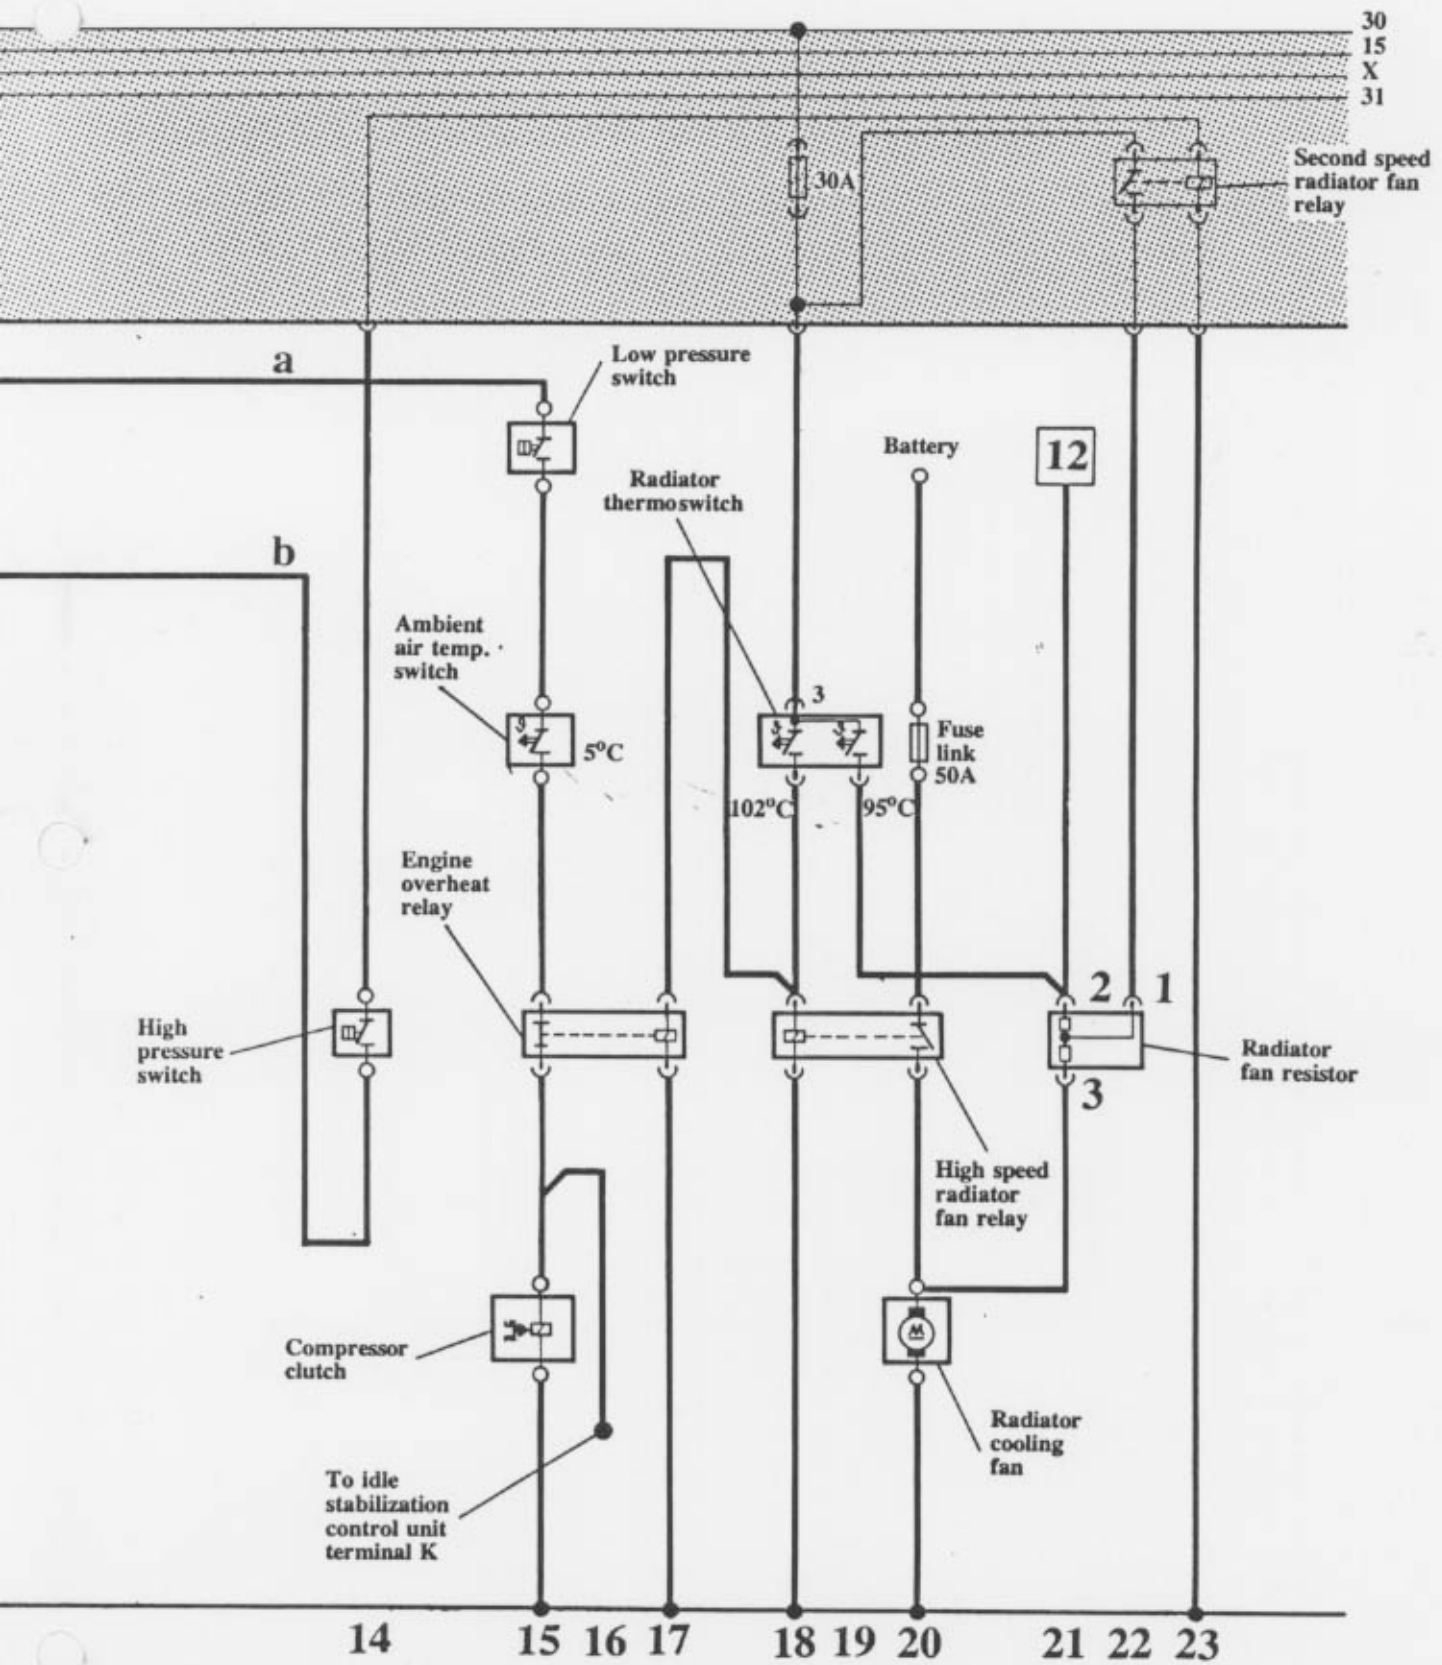 30
15
X
31
Second speed
radiator fan
relay
30A
a
Low pressure
switch
Battery
12
Radiator
thermoswitch
b
Ambient
air temp.
switch
3
5°C
Fuse
link
50A
102°C
95°C
Engine
overheat
relay
2
1
High
pressure
switch
Radiator
fan resistor
3
High speed
radiator
fan relay
M
Compressor
clutch
Radiator
cooling
fan
To idle
stabilization
control unit
terminal K
14
15
16
17
18
19
20
21
22
23